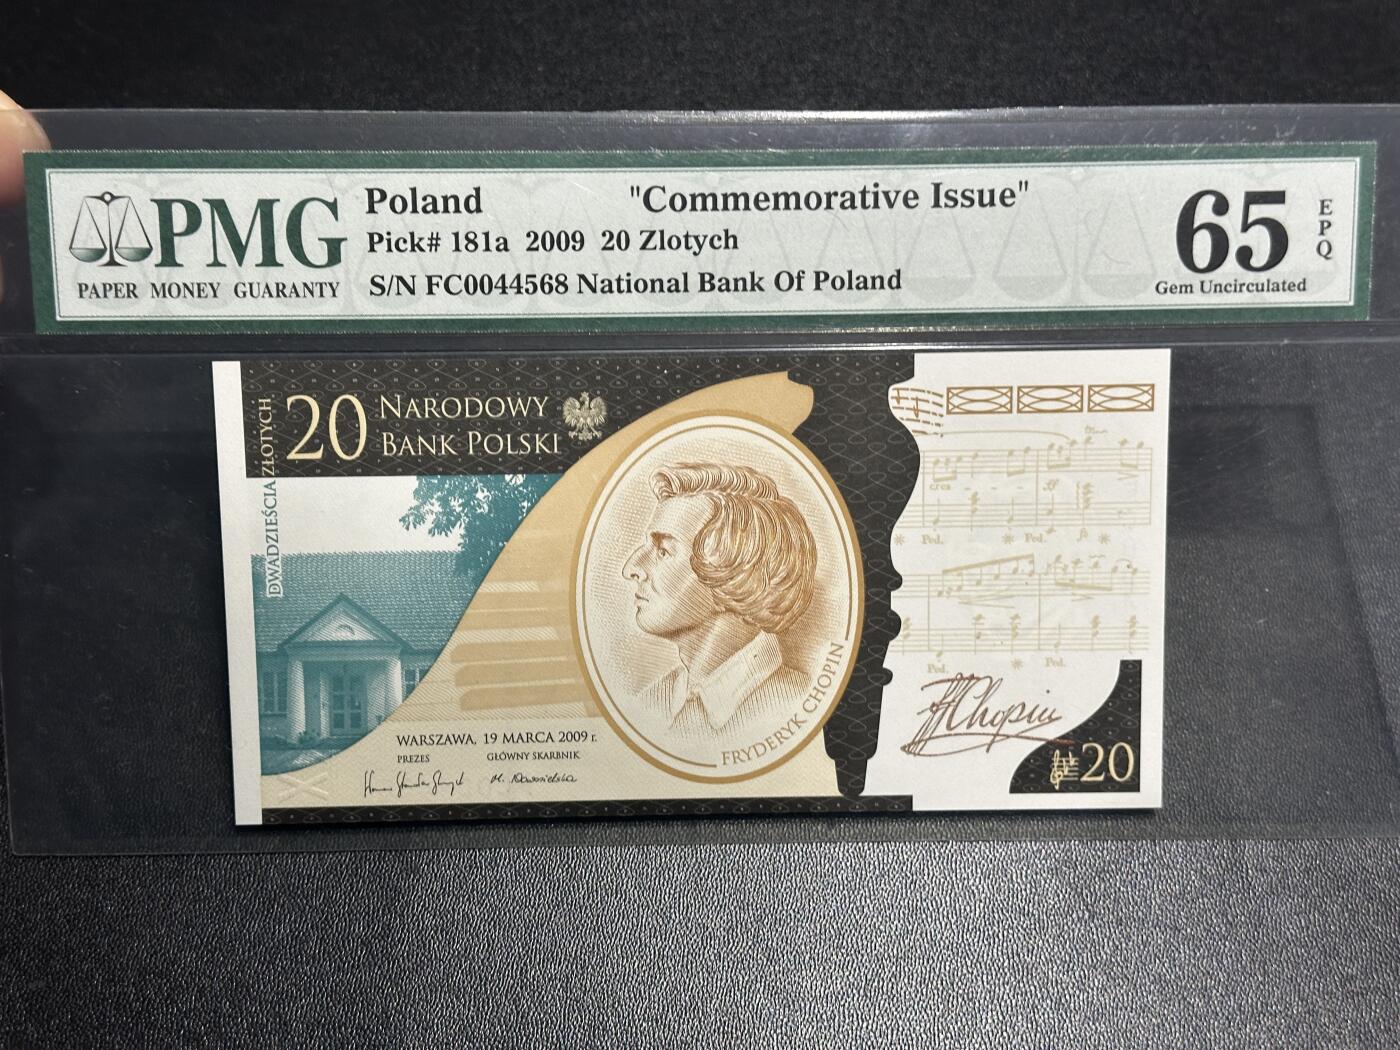 PMG
PAPER MONEY GUARANTY
Poland "Commemorative Issue"
Pick# 181a 2009 20 Zlotych
S/N FC0044568 National Bank Of Poland
65
EPQ
Gem Uncirculated
DWADZIEŚCIA ZŁOTYCH
20
NARODOWY
BANK POLSKI
FRYDERYK CHOPIN
WARSZAWA, 19 MARCA 2009 r.
PREZES GŁÓWNY SKARBNIK
cres
Ped. Ped.
Ped. Ped.
FChopin
20